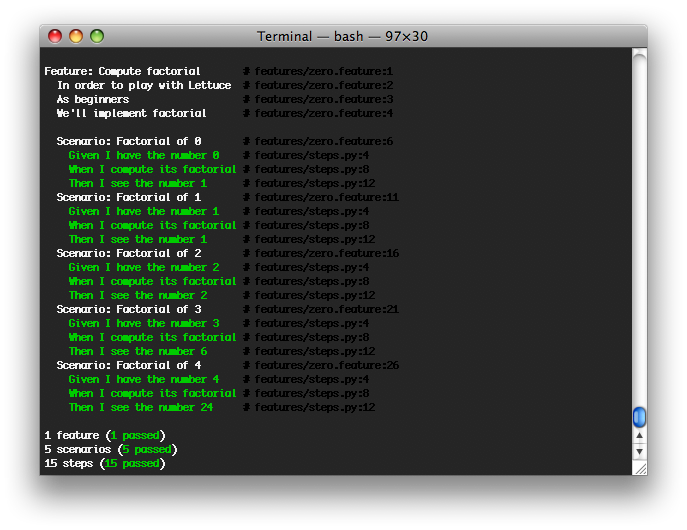 Terminal — bash — 97×30
Feature: Compute factorial # features/zero.feature:1
In order to play with Lettuce # features/zero.feature:2
As beginners # features/zero.feature:3
We'll implement factorial # features/zero.feature:4
Scenario: Factorial of 0 # features/zero.feature:6
Given I have the number 0 # features/steps.py:4
When I compute its factorial # features/steps.py:8
Then I see the number 1 # features/steps.py:12
Scenario: Factorial of 1 # features/zero.feature:11
Given I have the number 1 # features/steps.py:4
When I compute its factorial # features/steps.py:8
Then I see the number 1 # features/steps.py:12
Scenario: Factorial of 2 # features/zero.feature:16
Given I have the number 2 # features/steps.py:4
When I compute its factorial # features/steps.py:8
Then I see the number 2 # features/steps.py:12
Scenario: Factorial of 3 # features/zero.feature:21
Given I have the number 3 # features/steps.py:4
When I compute its factorial # features/steps.py:8
Then I see the number 6 # features/steps.py:12
Scenario: Factorial of 4 # features/zero.feature:26
Given I have the number 4 # features/steps.py:4
When I compute its factorial # features/steps.py:8
Then I see the number 24 # features/steps.py:12
1 feature (1 passed)
5 scenarios (5 passed)
15 steps (15 passed)